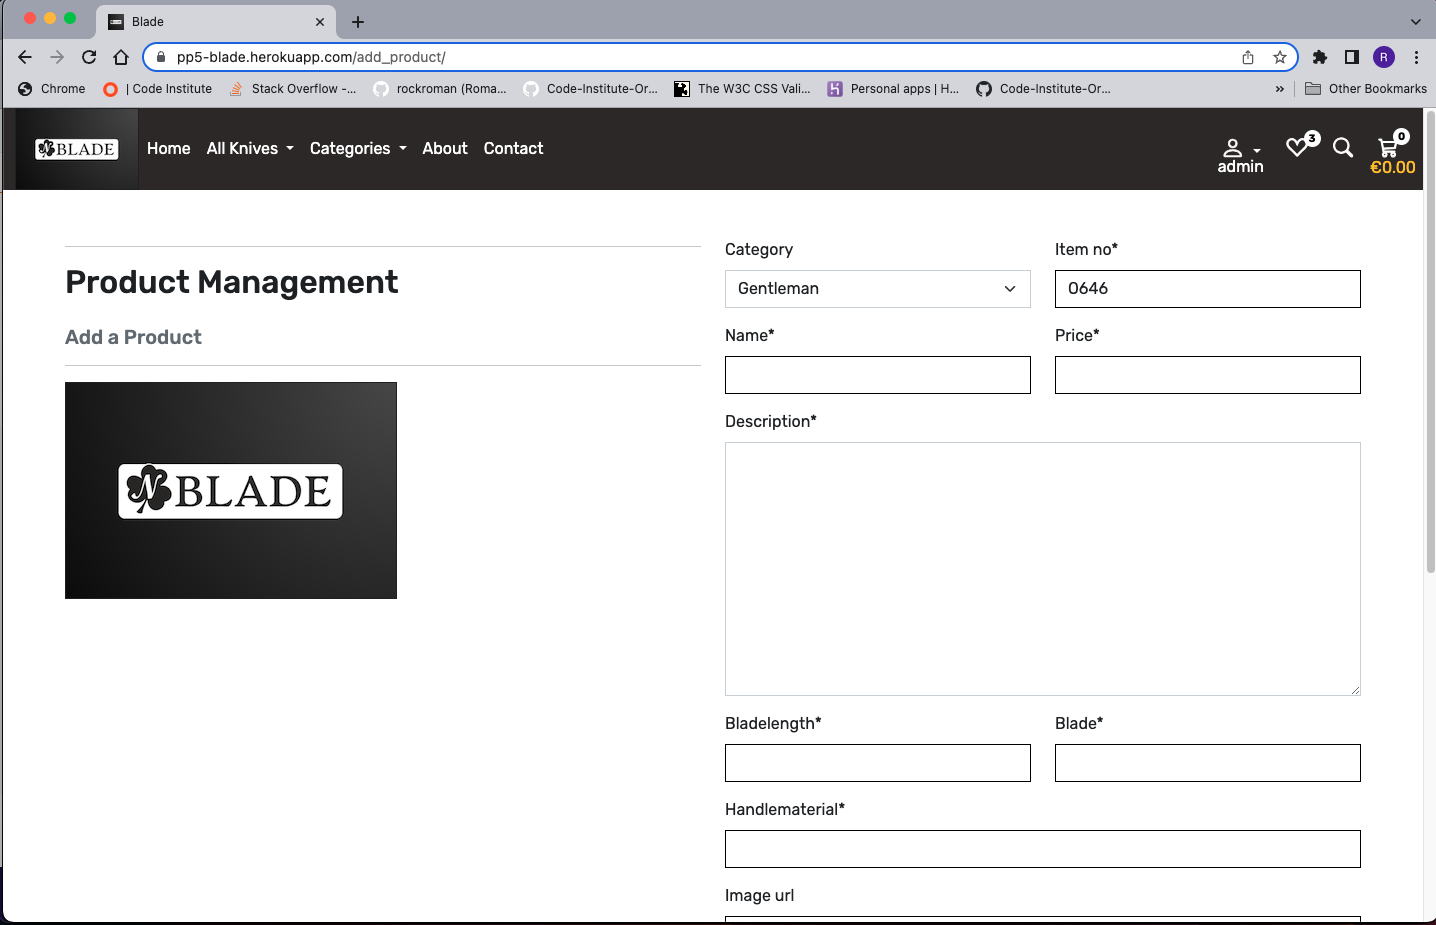 Blade
pp5-blade.herokuapp.com/add_product/
R
Chrome | Code Institute Stack Overflow -... rockroman (Roma... Code-Institute-Or... The W3C CSS Vali... Personal apps | H... Code-Institute-Or... » Other Bookmarks
N BLADE Home All Knives Categories About Contact
admin 3 0 €0.00
Product Management
Add a Product
N BLADE
Category Item no*
Gentleman 0646
Name* Price*
Description*
Bladelength* Blade*
Handlematerial*
Image url